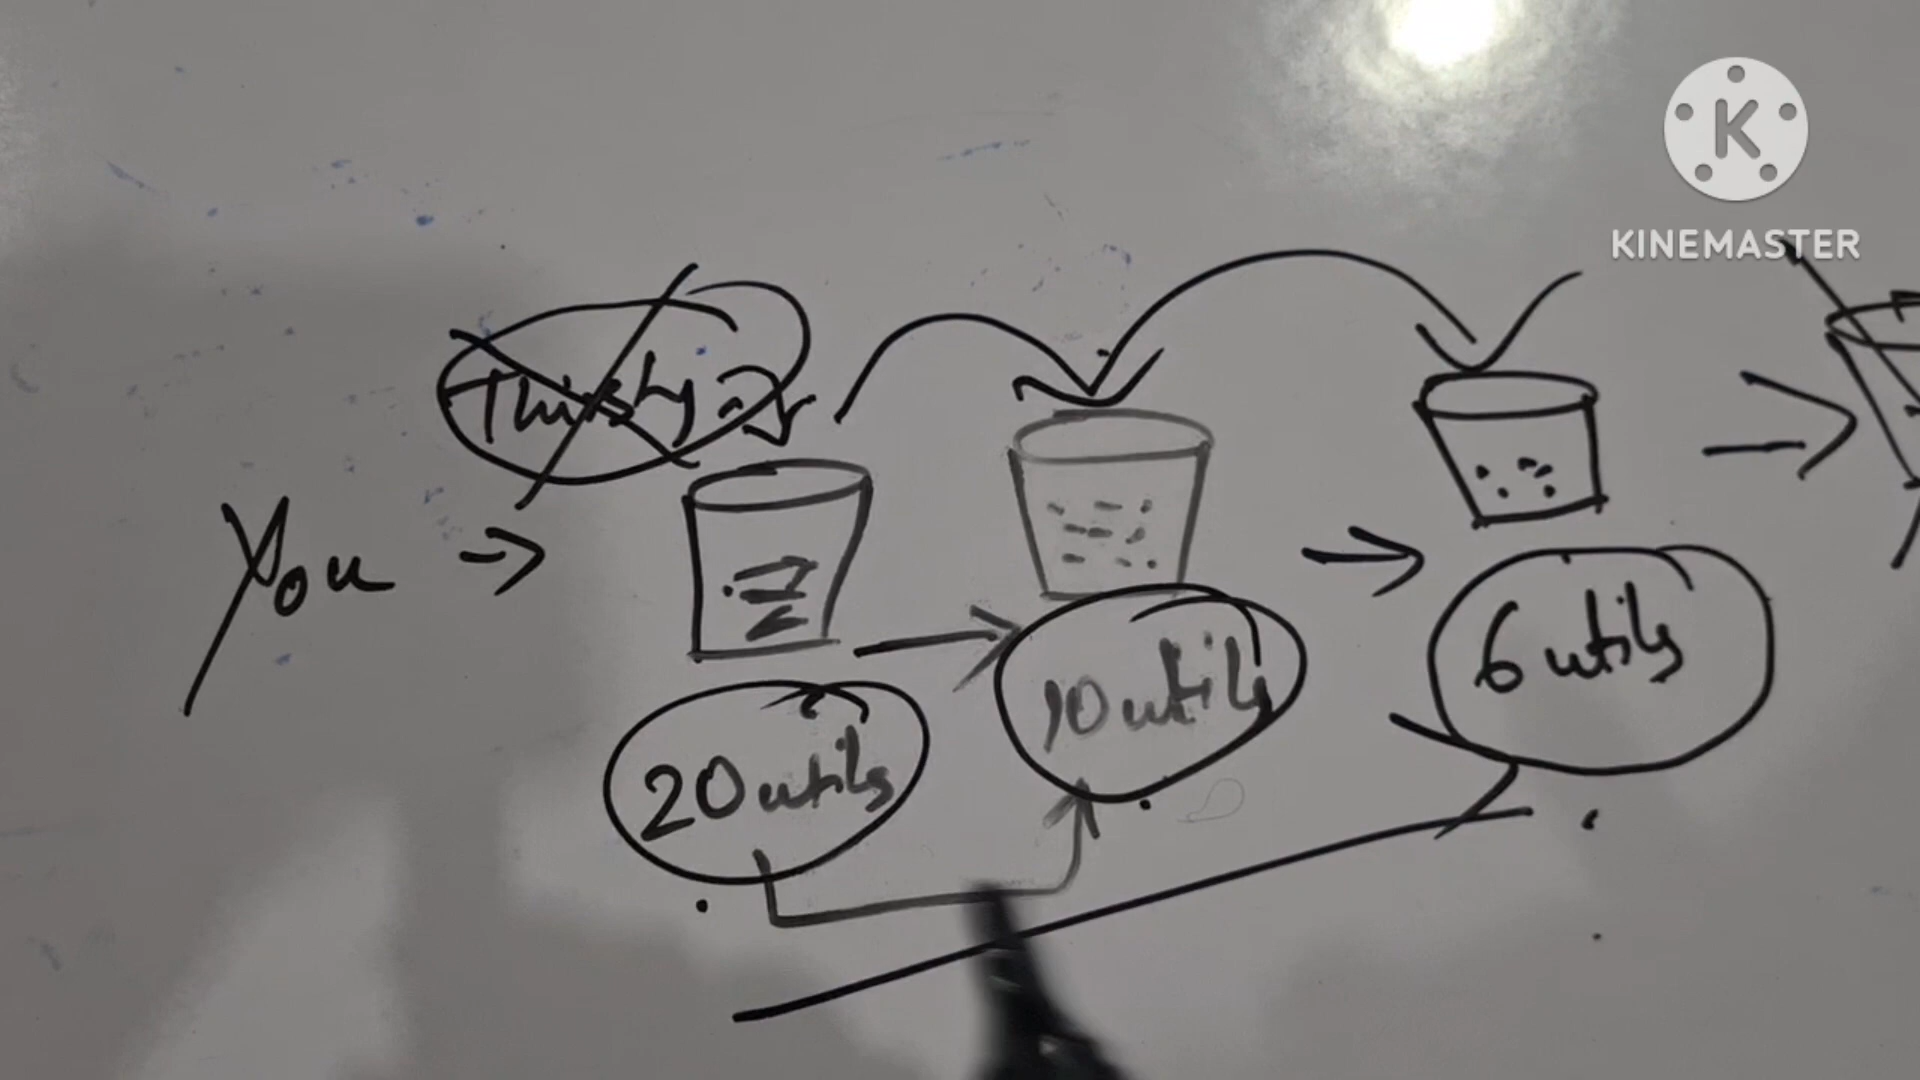 KINEMASTER
Thirsty
You → → → →
20 utils
10 utils
6 utils